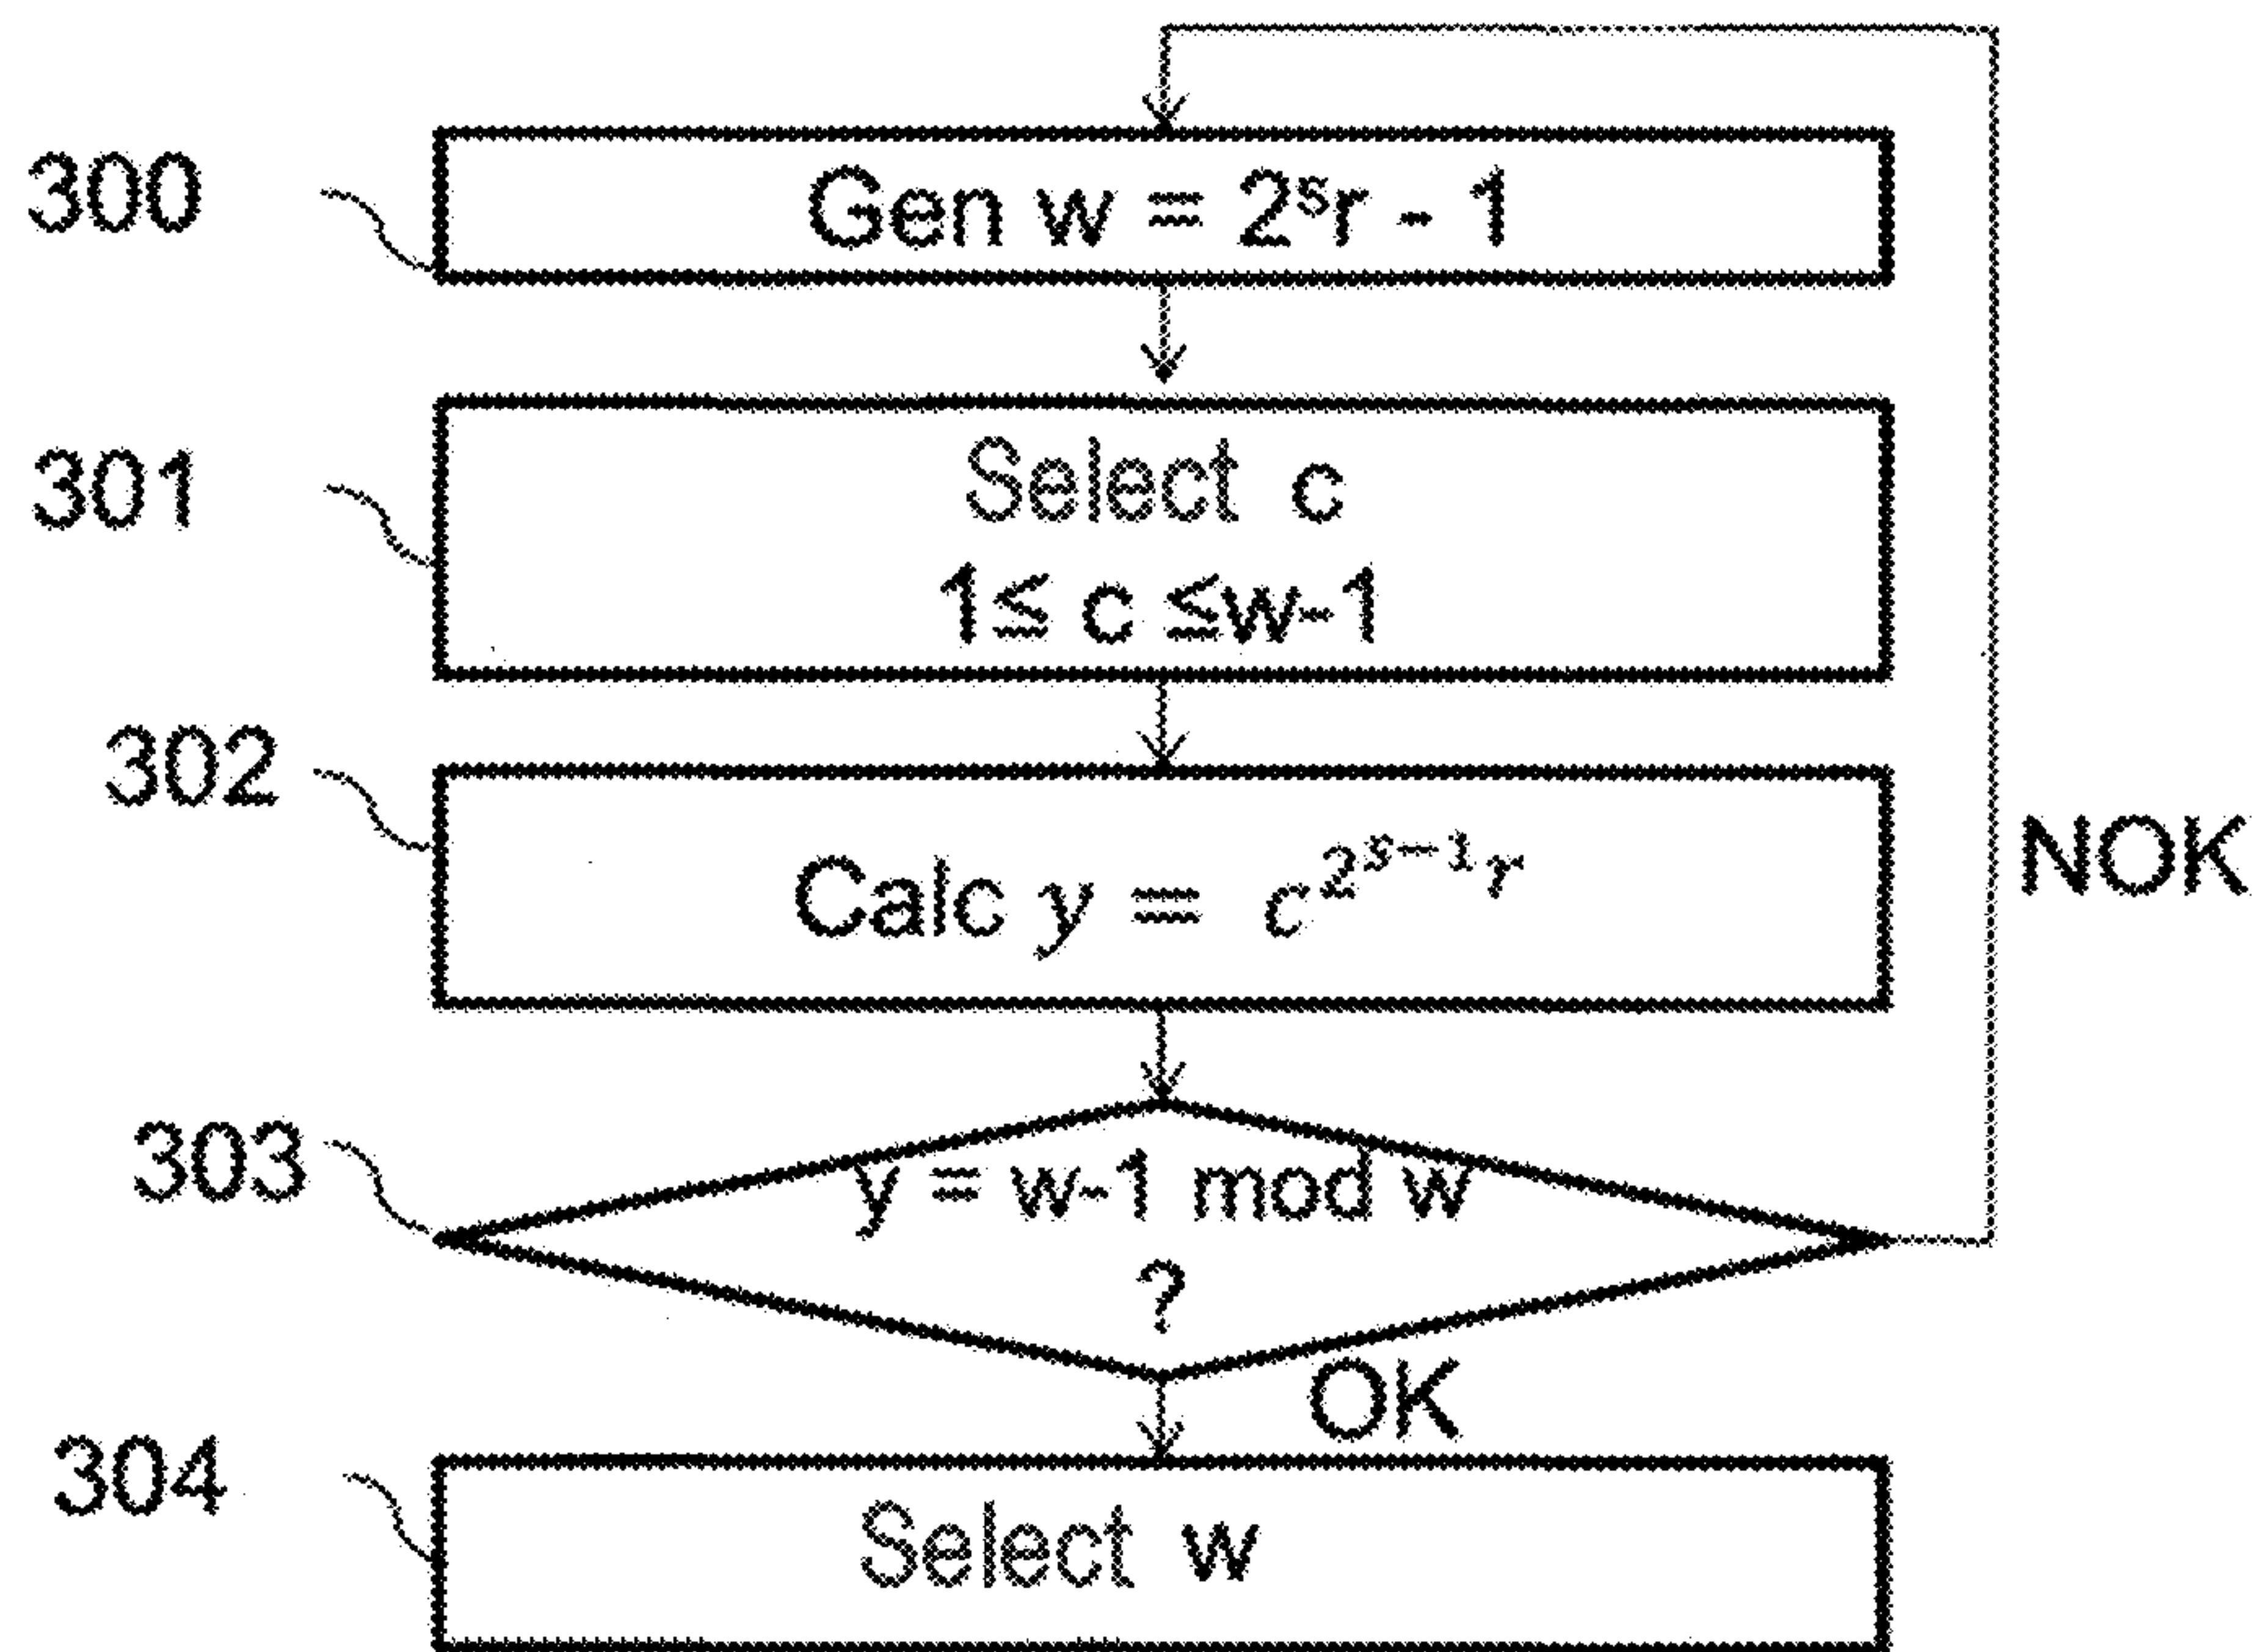 300
Gen w = 2ˢr - 1
301
Select c
1≤ c ≤w-1
302
Calc y = c^{2^{s-1}r}
NOK
303
y = w-1 mod w
?
OK
304
Select w